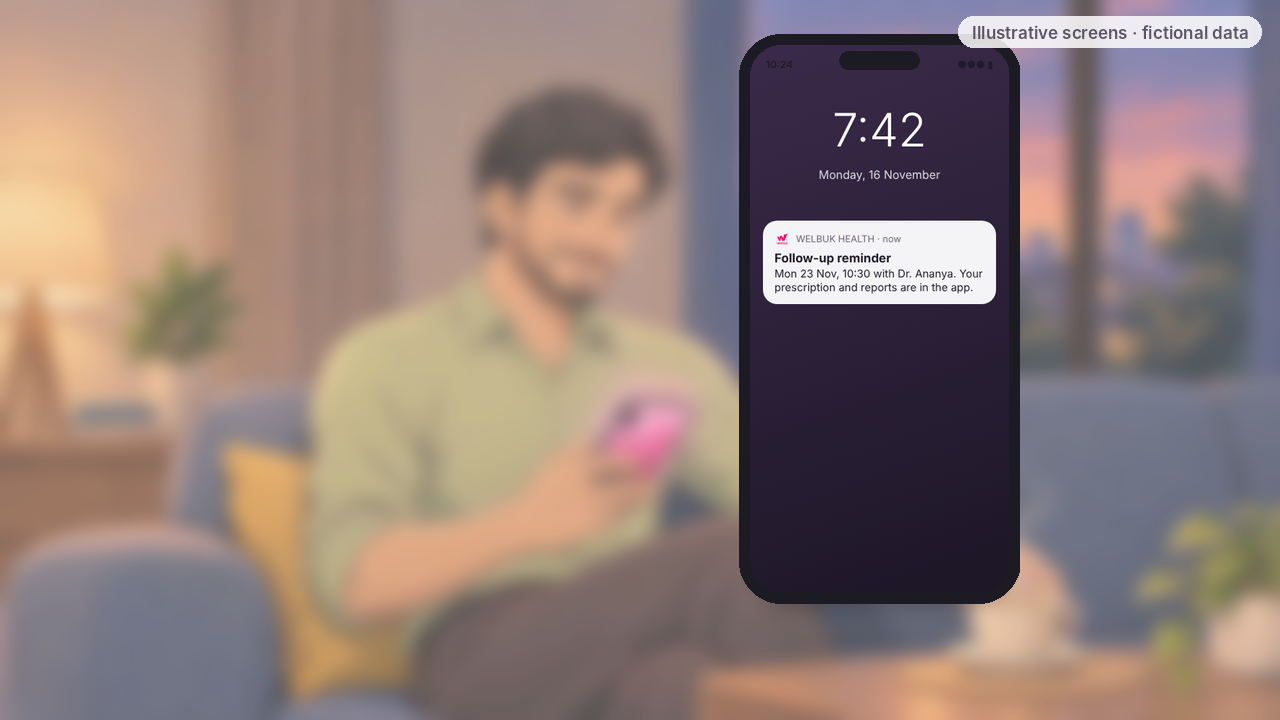 Illustrative screens · fictional data
10:24
7:42
Monday, 16 November
WELBUK HEALTH · now
Follow-up reminder
Mon 23 Nov, 10:30 with Dr. Ananya. Your
prescription and reports are in the app.